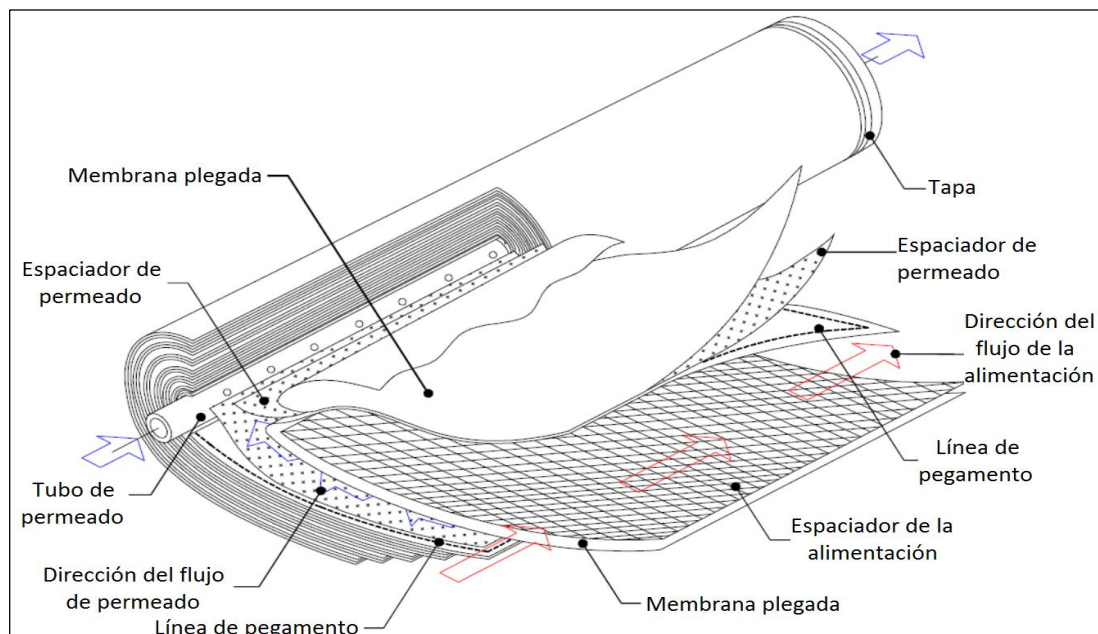 Membrana plegada
Tapa
Espaciador de
permeado
Espaciador de
permeado
Dirección del
flujo de la
alimentación
Línea de
pegamento
Tubo de
permeado
Espaciador de la
alimentación
Dirección del flujo
de permeado
Membrana plegada
Línea de pegamento